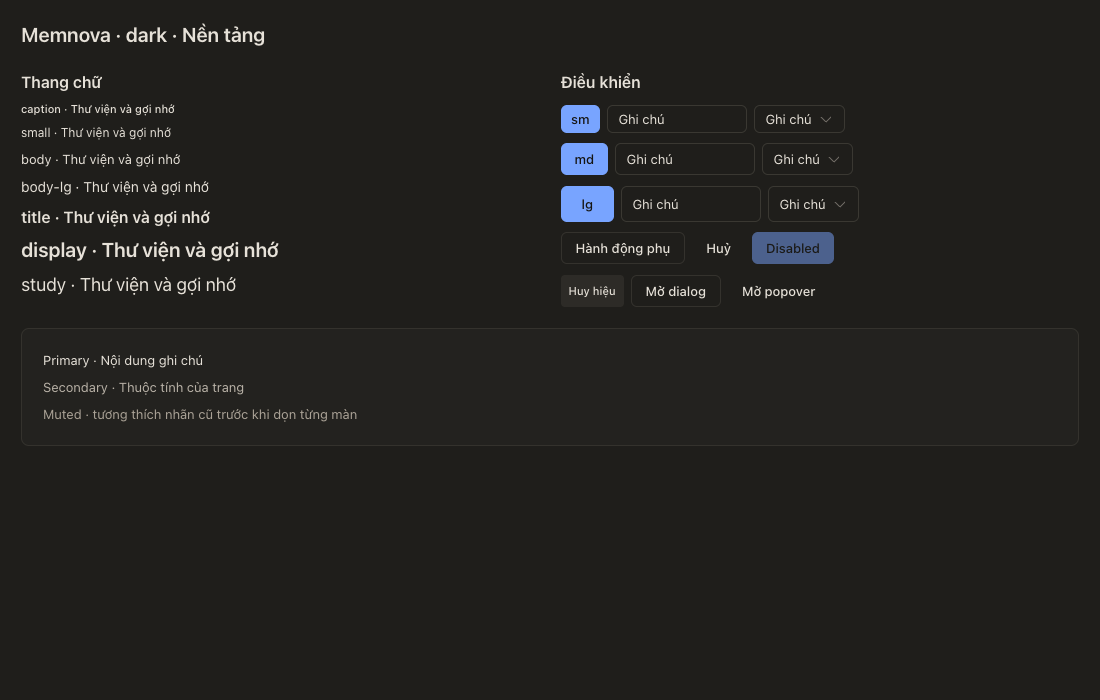 Memnova · dark · Nền tảng
Thang chữ
caption · Thư viện và gợi nhớ
small · Thư viện và gợi nhớ
body · Thư viện và gợi nhớ
body-lg · Thư viện và gợi nhớ
title · Thư viện và gợi nhớ
display · Thư viện và gợi nhớ
study · Thư viện và gợi nhớ
Điều khiển
sm Ghi chú Ghi chú
md Ghi chú Ghi chú
lg Ghi chú Ghi chú
Hành động phụ Huỷ Disabled
Huy hiệu Mở dialog Mở popover
Primary · Nội dung ghi chú
Secondary · Thuộc tính của trang
Muted · tương thích nhãn cũ trước khi dọn từng màn